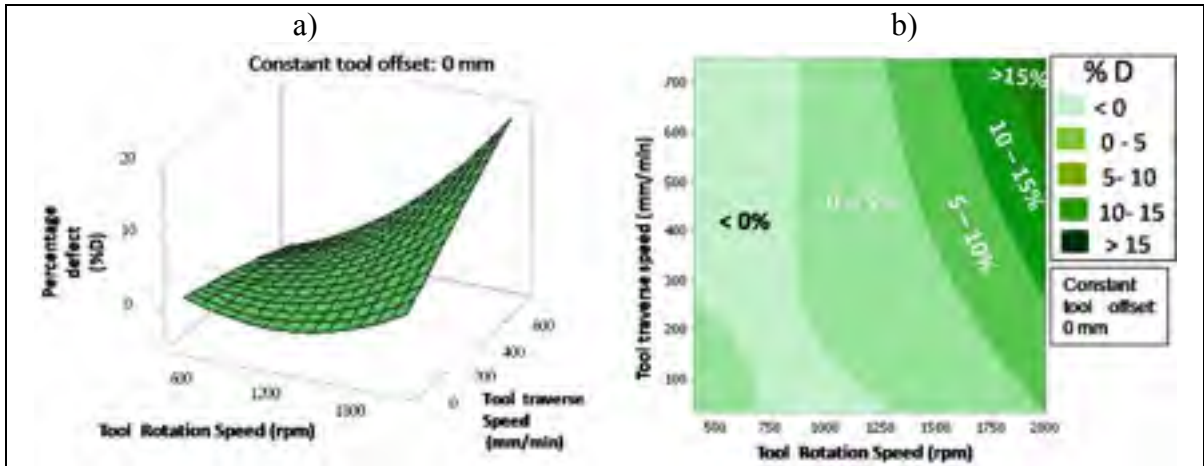 a)
Constant tool offset: 0 mm
20
10
0
Percentage
defect
(%D)
600
1200
1800
Tool Rotation Speed (rpm)
0
200
400
600
Tool traverse
Speed
(mm/min)
b)
700
600
500
400
300
200
100
Tool traverse speed (mm/min)
< 0%
0 – 5%
5 – 10%
10 – 15%
>15%
500
750
1000
1250
1500
1750
2000
Tool Rotation Speed (rpm)
% D
< 0
0 - 5
5- 10
10- 15
> 15
Constant
tool offset
0 mm